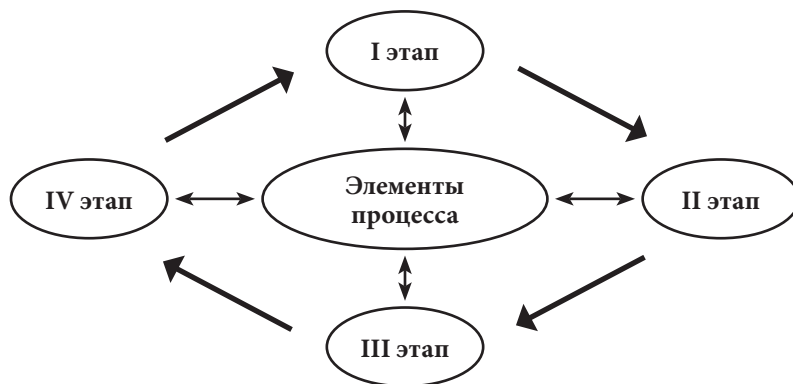 I этап
IV этап
Элементы
процесса
II этап
III этап